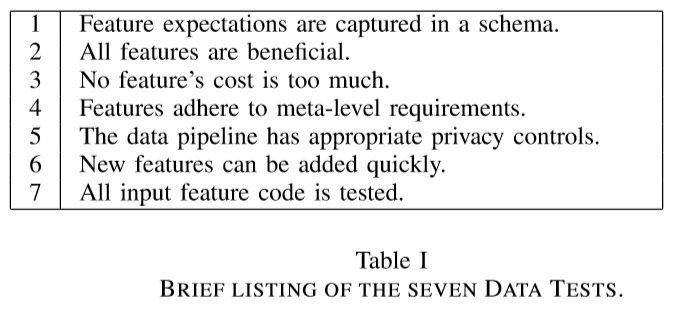 1 Feature expectations are captured in a schema.
2 All features are beneficial.
3 No feature's cost is too much.
4 Features adhere to meta-level requirements.
5 The data pipeline has appropriate privacy controls.
6 New features can be added quickly.
7 All input feature code is tested.
Table I
BRIEF LISTING OF THE SEVEN DATA TESTS.